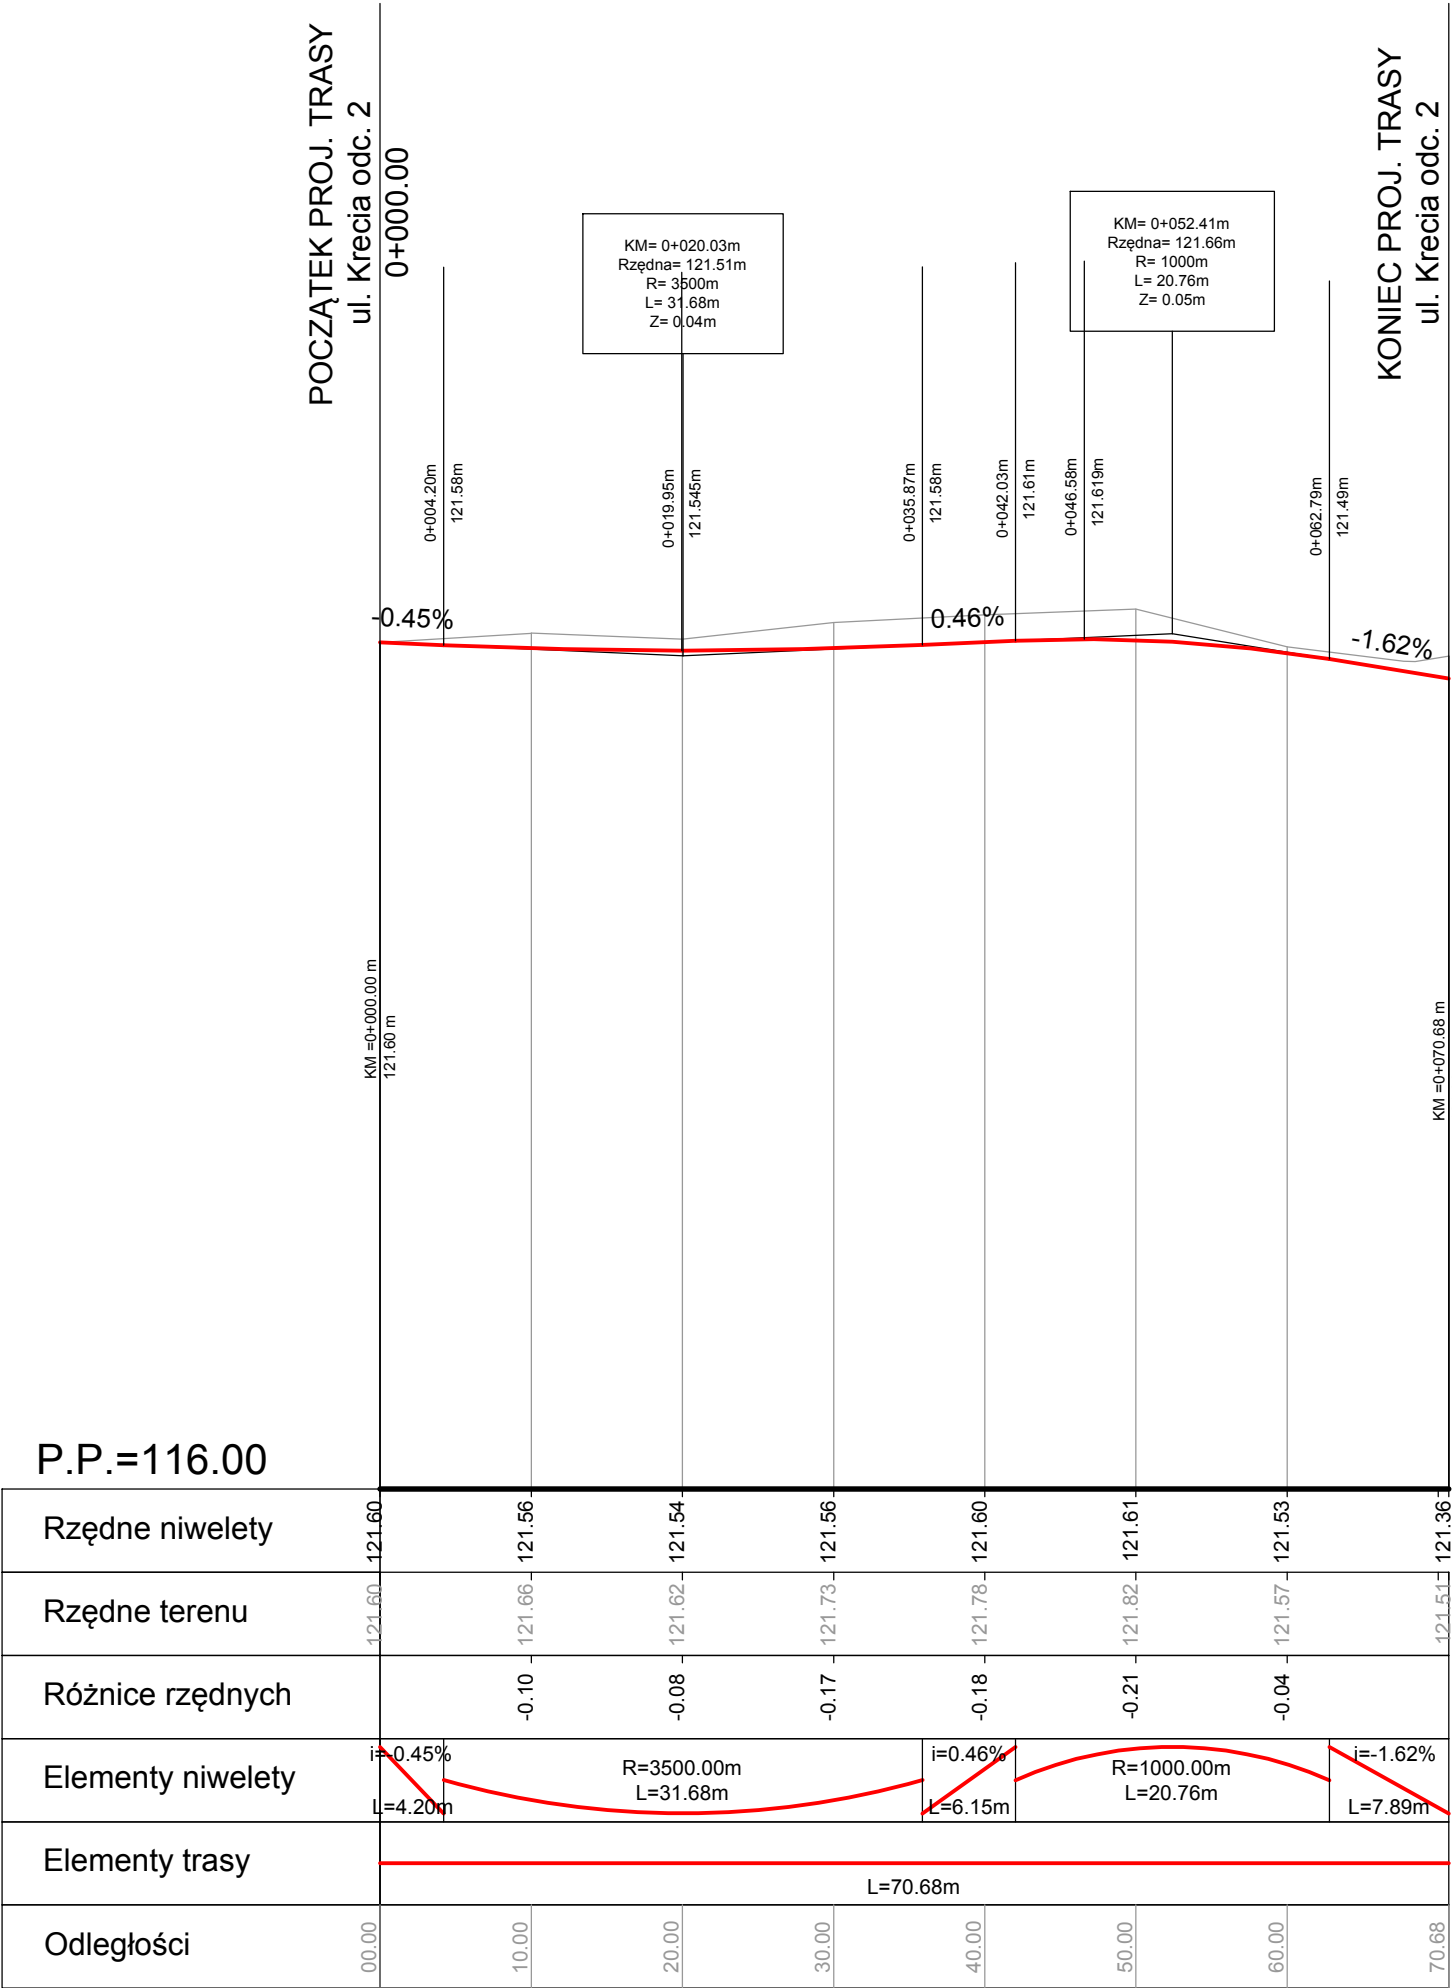 POCZĄTEK PROJ. TRASY
ul. Krecia odc. 2
0+000.00
KONIEC PROJ. TRASY
ul. Krecia odc. 2
KM= 0+020.03m
Rzędna= 121.51m
R= 3500m
L= 31.68m
Z= 0.04m
KM= 0+052.41m
Rzędna= 121.66m
R= 1000m
L= 20.76m
Z= 0.05m
0+004.20m
121.58m
0+019.95m
121.545m
0+035.87m
121.58m
0+042.03m
121.61m
0+046.58m
121.619m
0+062.79m
121.49m
-0.45%
0.46%
-1.62%
KM =0+000.00 m
121.60 m
KM =0+070.68 m
P.P.=116.00
Rzędne niwelety
121.60
121.56
121.54
121.56
121.60
121.61
121.53
121.36
Rzędne terenu
121.60
121.66
121.62
121.73
121.78
121.82
121.57
121.51
Różnice rzędnych
-0.10
-0.08
-0.17
-0.18
-0.21
-0.04
Elementy niwelety
i=-0.45%
L=4.20m
R=3500.00m
L=31.68m
i=0.46%
L=6.15m
R=1000.00m
L=20.76m
i=-1.62%
L=7.89m
Elementy trasy
L=70.68m
Odległości
00.00
10.00
20.00
30.00
40.00
50.00
60.00
70.68